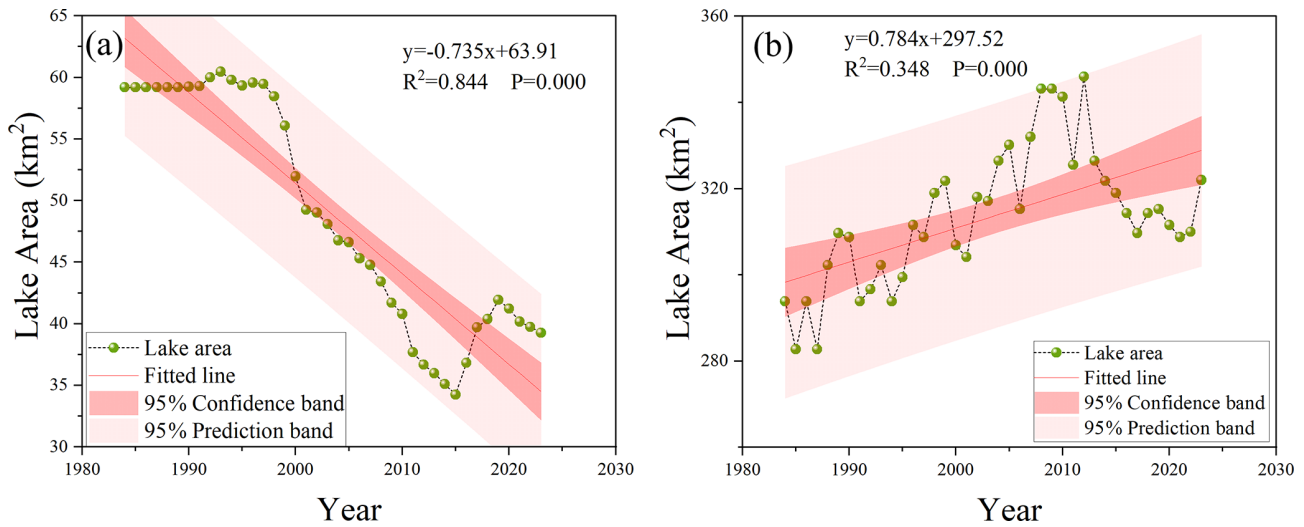 (a)
y=-0.735x+63.91
R²=0.844 P=0.000
65
60
55
50
45
40
35
30
Lake Area (km²)
Lake area
Fitted line
95% Confidence band
95% Prediction band
1980 1990 2000 2010 2020 2030
Year
(b)
y=0.784x+297.52
R²=0.348 P=0.000
360
320
280
Lake Area (km²)
Lake area
Fitted line
95% Confidence band
95% Prediction band
1980 1990 2000 2010 2020 2030
Year